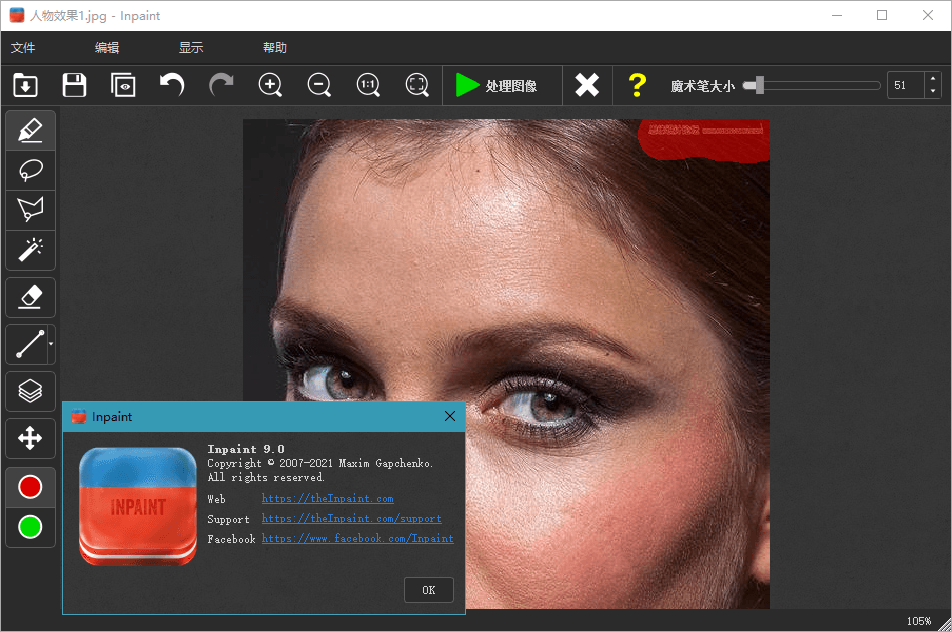 人物效果1.jpg - Inpaint
文件 编辑 显示 帮助
1:1 处理图像 ? 魔术笔大小 51
Inpaint
INPAINT
Inpaint 9.0
Copyright © 2007-2021 Maxim Gapchenko.
All rights reserved.
Web https://theInpaint.com
Support https://theInpaint.com/support
Facebook https://www.facebook.com/Inpaint
OK
105%